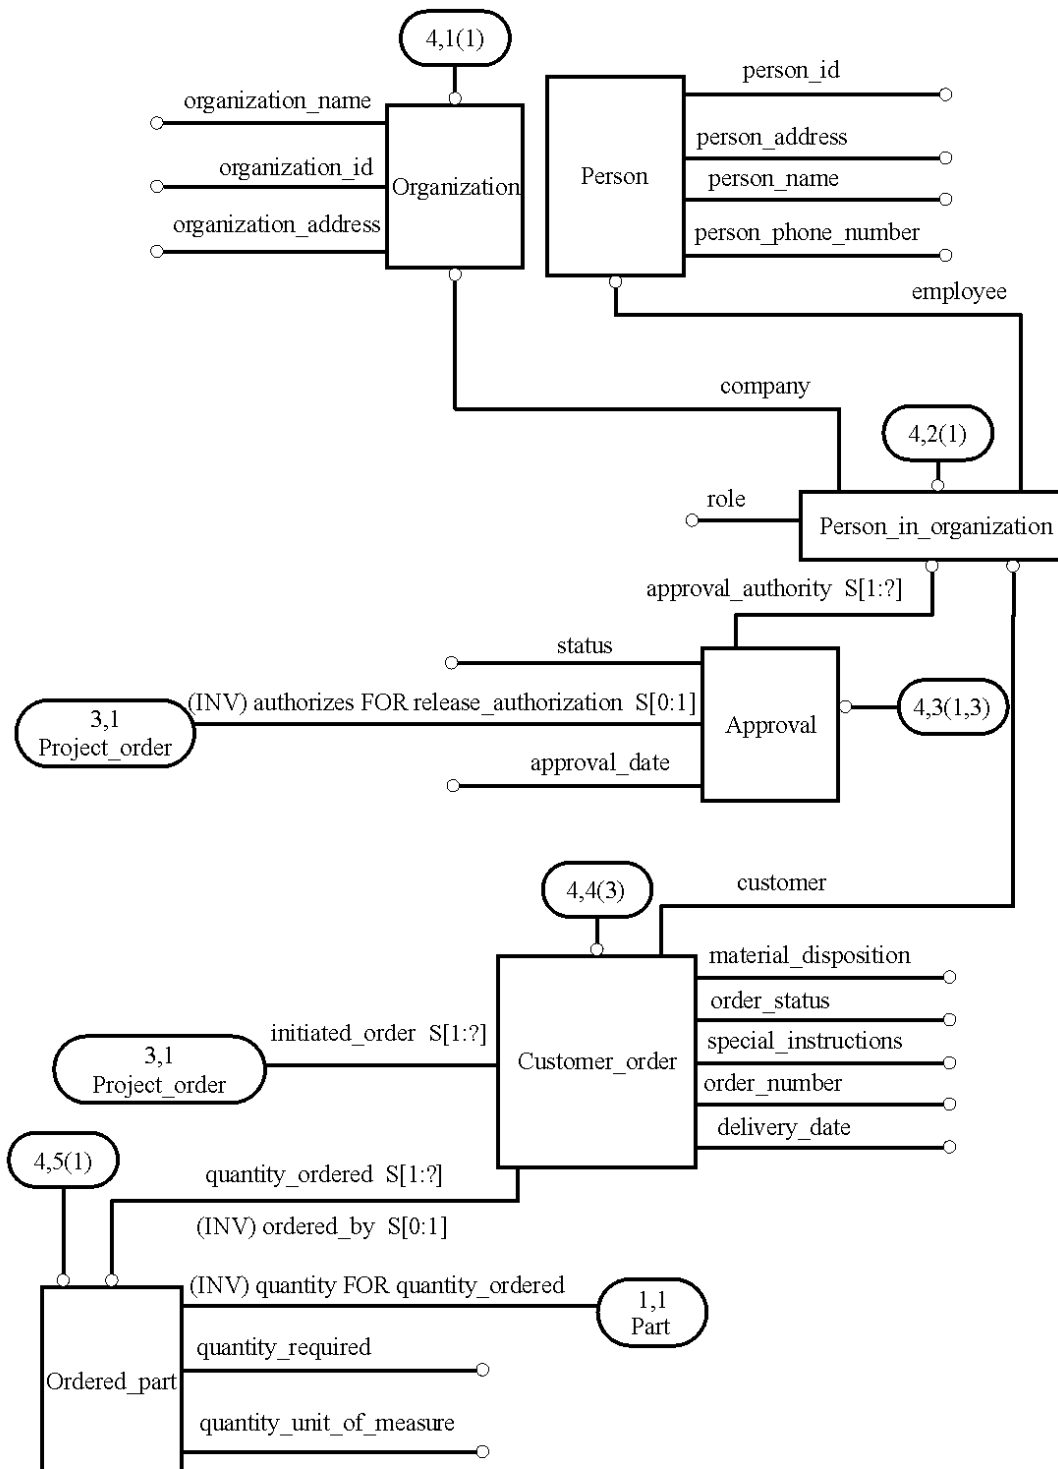 4,1(1)
person_id
organization_name
person_address
organization_id
Person
person_name
Organization
organization_address
person_phone_number
employee
company
4,2(1)
role
Person_in_organization
approval_authority S[1:?]
status
(INV) authorizes FOR release_authorization S[0:1]
3,1
Project_order
Approval
4,3(1,3)
approval_date
4,4(3)
customer
material_disposition
order_status
initiated_order S[1:?]
special_instructions
3,1
Project_order
Customer_order
order_number
delivery_date
4,5(1)
quantity_ordered S[1:?]
(INV) ordered_by S[0:1]
(INV) quantity FOR quantity_ordered
1,1
Part
quantity_required
Ordered_part
quantity_unit_of_measure